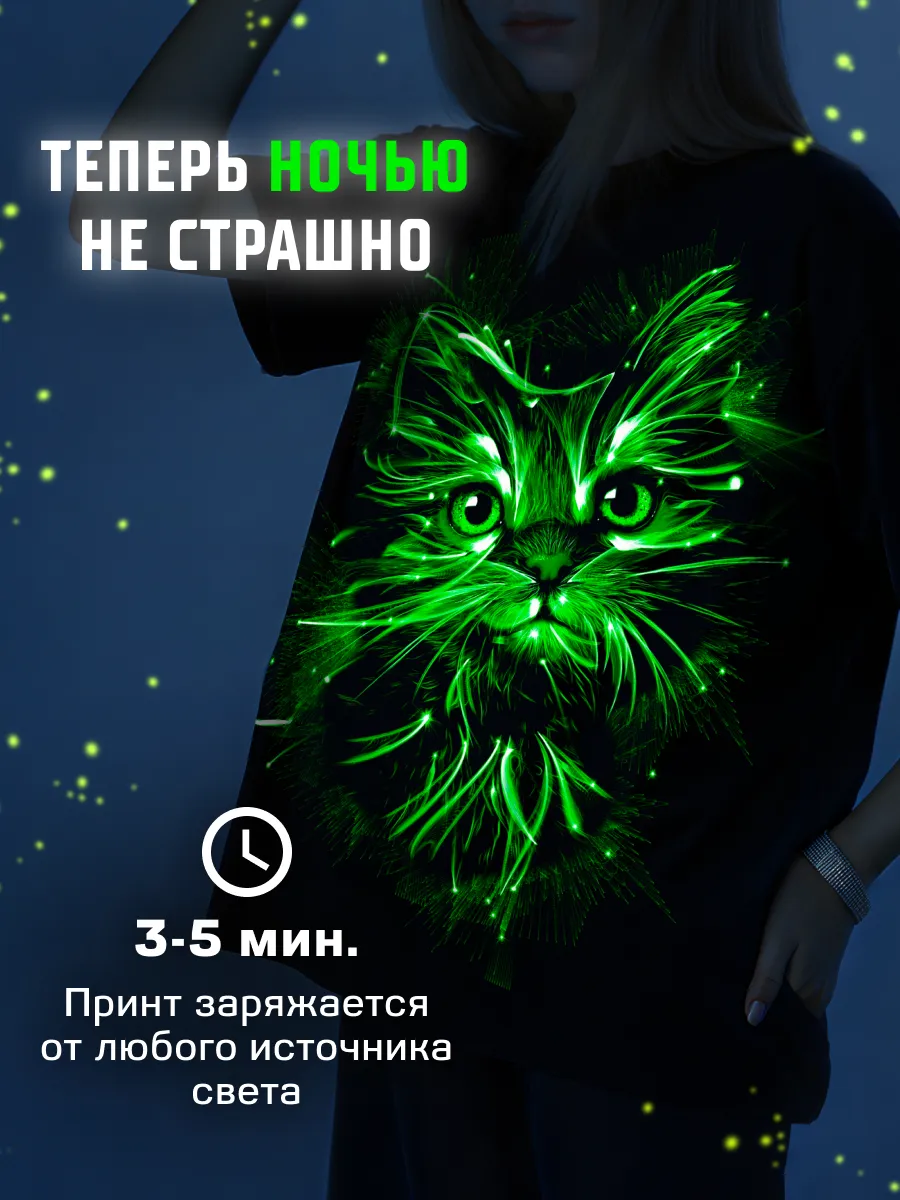 ТЕПЕРЬ НОЧЬЮ
НЕ СТРАШНО
3-5 мин.
Принт заряжается
от любого источника
света